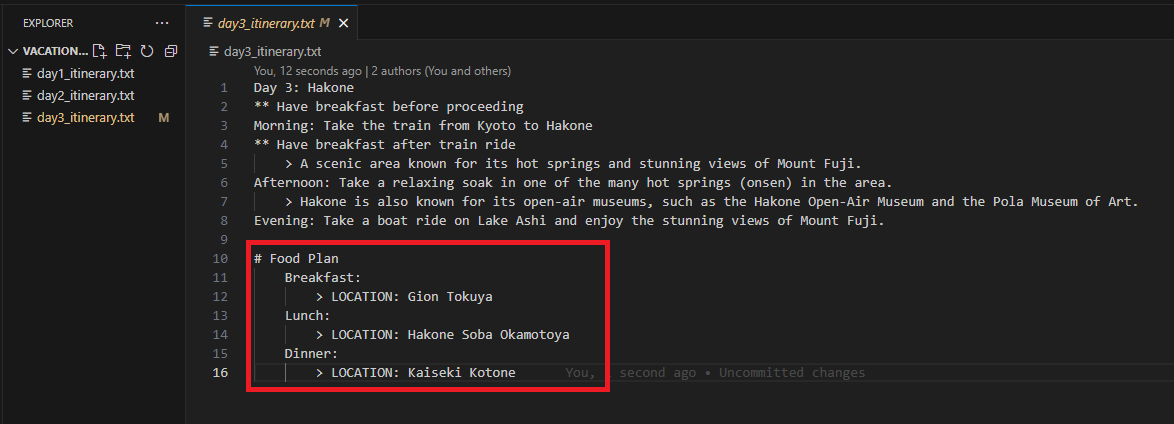 EXPLORER
VACATION...
day1_itinerary.txt
day2_itinerary.txt
day3_itinerary.txt M
day3_itinerary.txt M
day3_itinerary.txt
You, 12 seconds ago | 2 authors (You and others)
1 Day 3: Hakone
2 ** Have breakfast before proceeding
3 Morning: Take the train from Kyoto to Hakone
4 ** Have breakfast after train ride
5 > A scenic area known for its hot springs and stunning views of Mount Fuji.
6 Afternoon: Take a relaxing soak in one of the many hot springs (onsen) in the area.
7 > Hakone is also known for its open-air museums, such as the Hakone Open-Air Museum and the Pola Museum of Art.
8 Evening: Take a boat ride on Lake Ashi and enjoy the stunning views of Mount Fuji.
9
10 # Food Plan
11 Breakfast:
12 > LOCATION: Gion Tokuya
13 Lunch:
14 > LOCATION: Hakone Soba Okamotoya
15 Dinner:
16 > LOCATION: Kaiseki Kotone You, second ago • Uncommitted changes